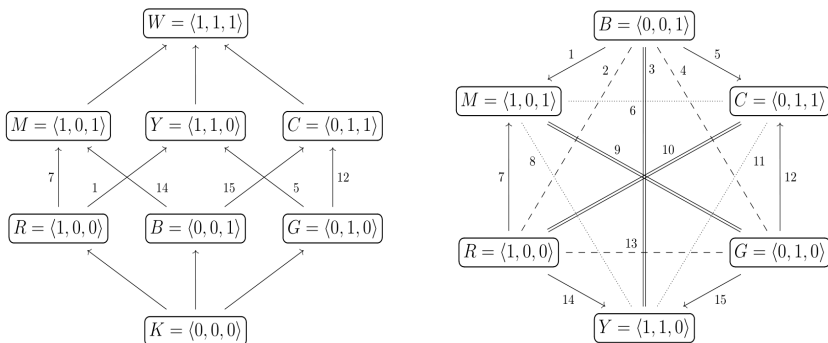 W = ⟨1, 1, 1⟩
M = ⟨1, 0, 1⟩
Y = ⟨1, 1, 0⟩
C = ⟨0, 1, 1⟩
7
1
14
15
5
12
R = ⟨1, 0, 0⟩
B = ⟨0, 0, 1⟩
G = ⟨0, 1, 0⟩
K = ⟨0, 0, 0⟩
B = ⟨0, 0, 1⟩
1
2
3
4
5
M = ⟨1, 0, 1⟩
C = ⟨0, 1, 1⟩
6
7
8
9
10
11
12
R = ⟨1, 0, 0⟩
13
G = ⟨0, 1, 0⟩
14
15
Y = ⟨1, 1, 0⟩